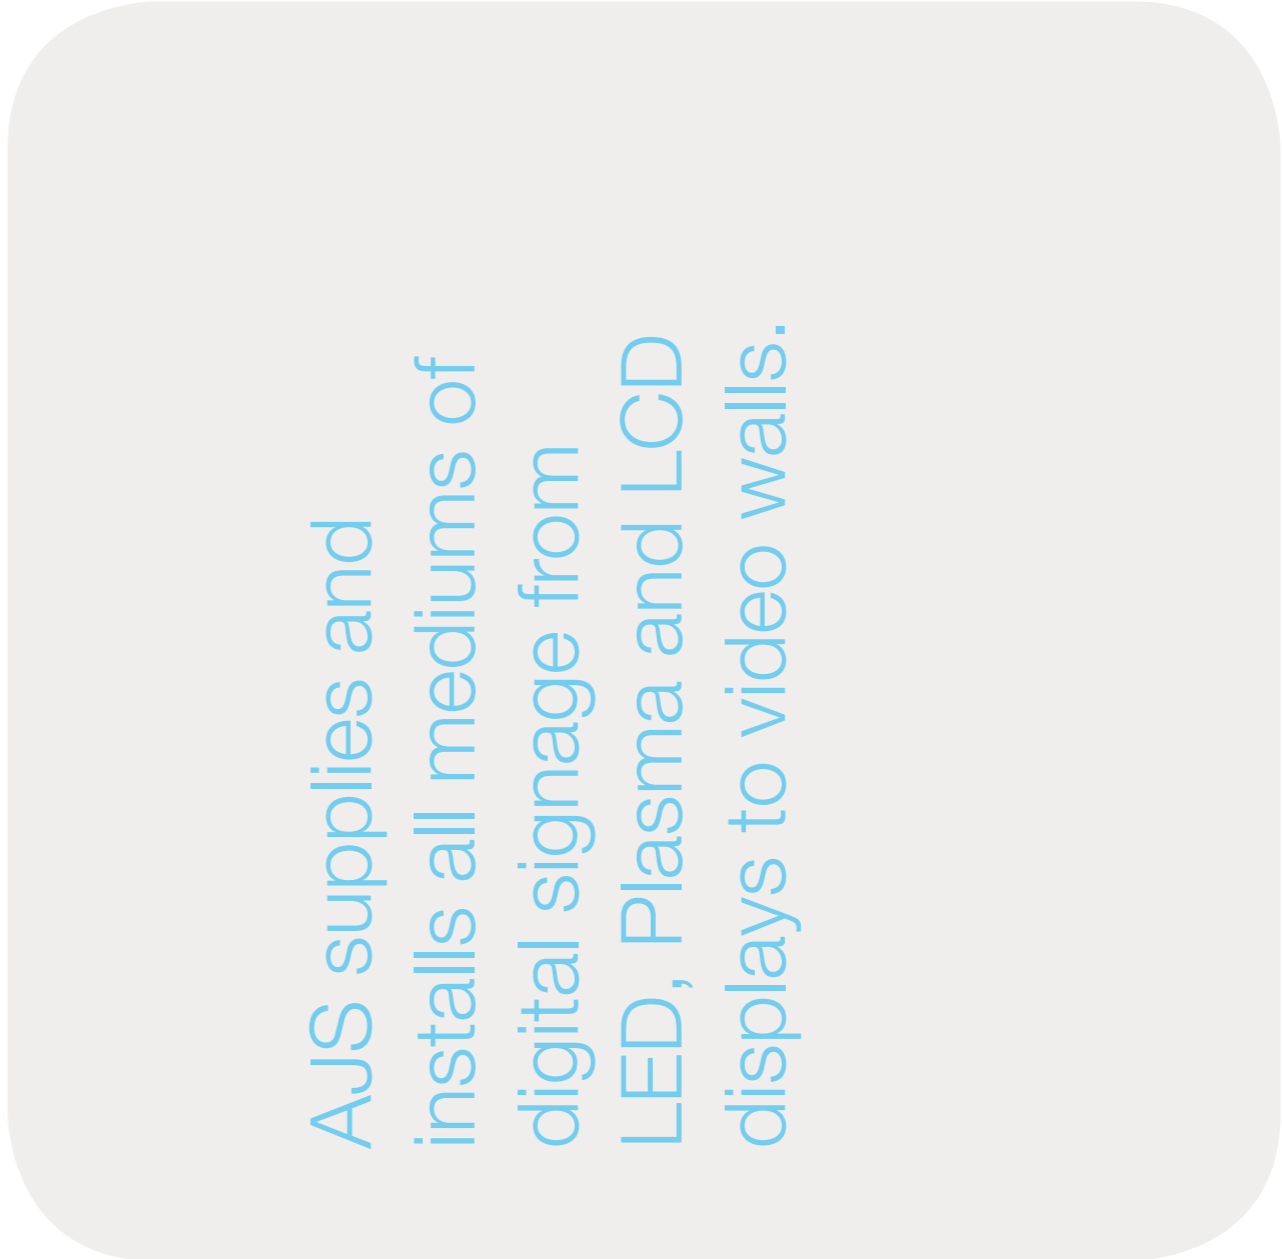 AJS supplies and
installs all mediums of
digital signage from
LED, Plasma and LCD
displays to video walls.